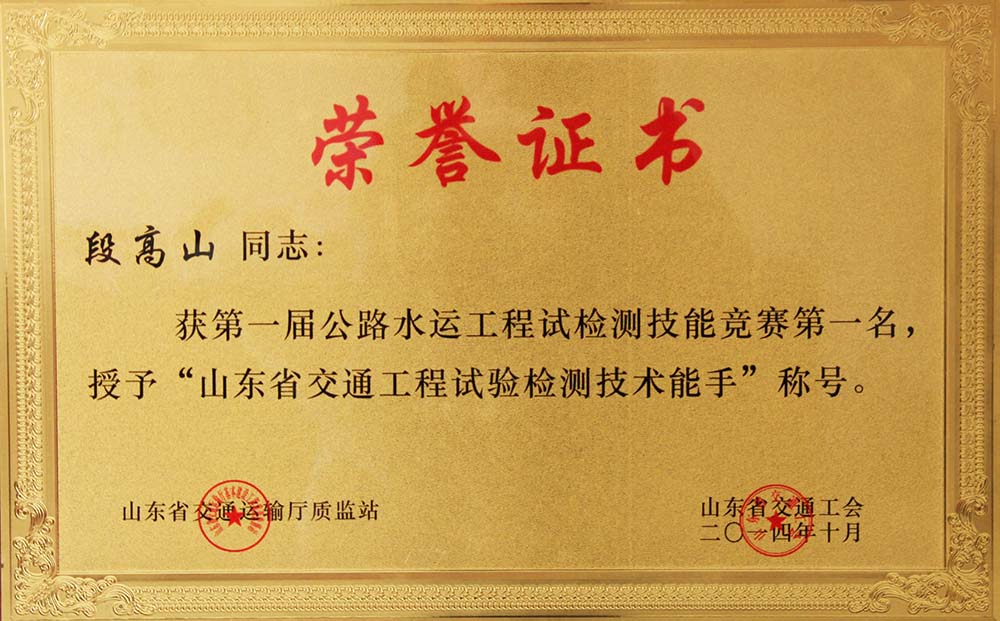 荣誉证书
段高山 同志：
获第一届公路水运工程试检测技能竞赛第一名，
授予“山东省交通工程试验检测技术能手”称号。
山东省交通运输厅质监站
山东省交通工会
二〇一四年十月